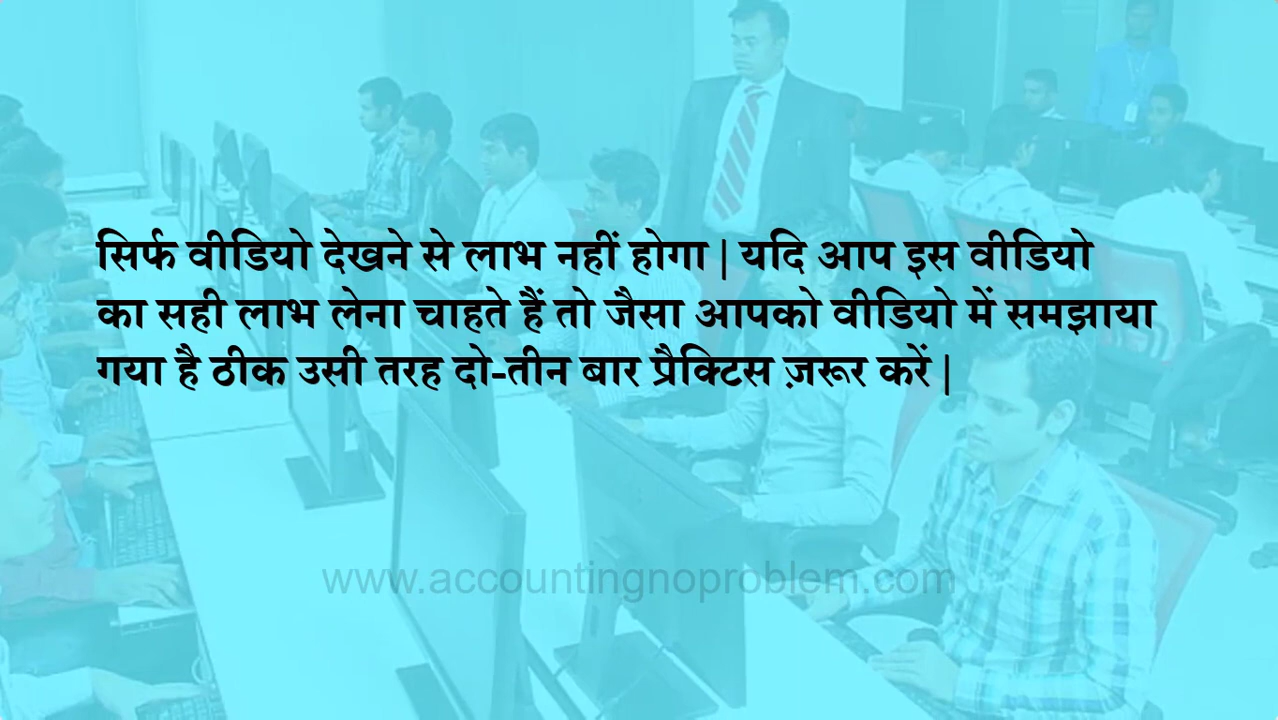 सिर्फ वीडियो देखने से लाभ नहीं होगा | यदि आप इस वीडियो
का सही लाभ लेना चाहते हैं तो जैसा आपको वीडियो में समझाया
गया है ठीक उसी तरह दो-तीन बार प्रैक्टिस ज़रूर करें |
www.accountingnoproblem.com